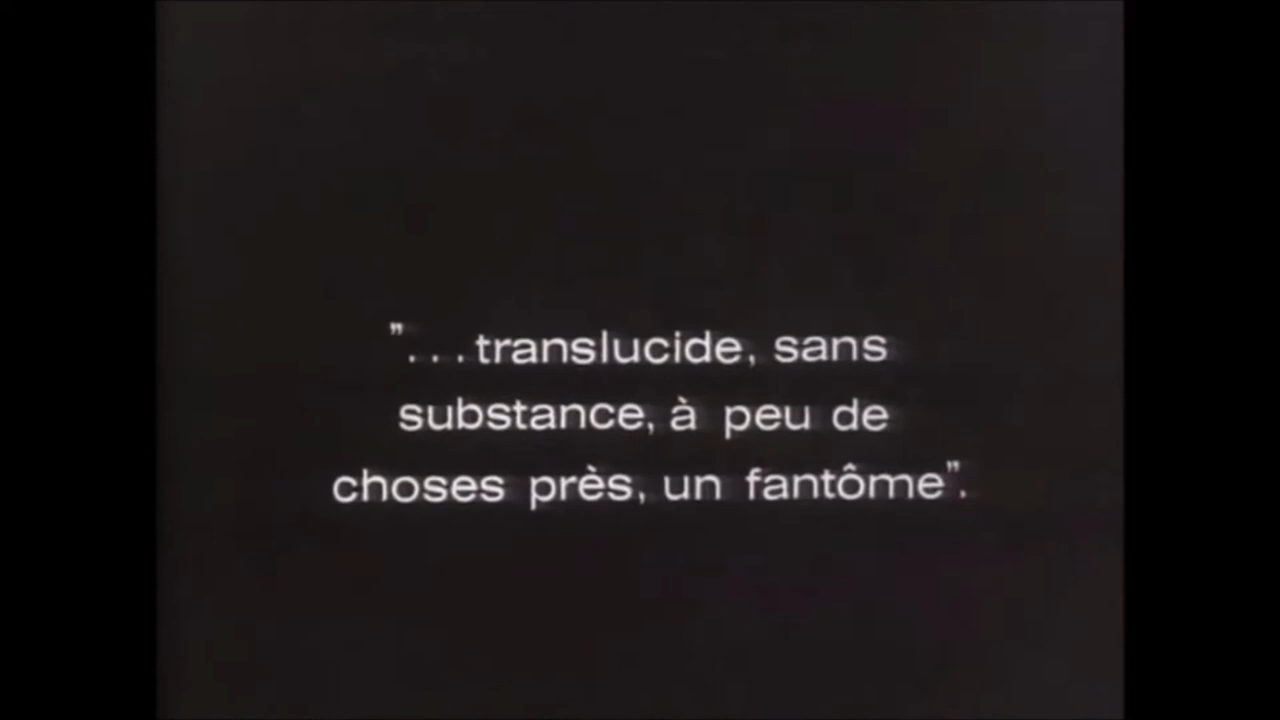 "...translucide, sans
substance, à peu de
choses près, un fantôme".